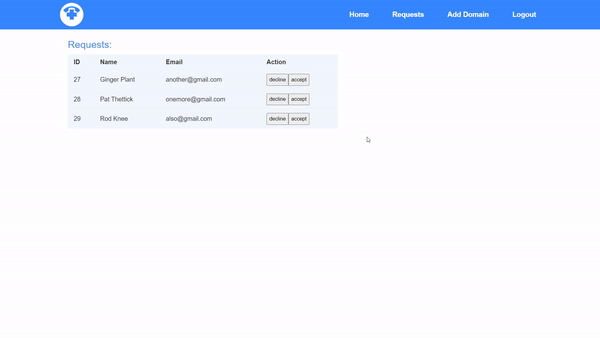 Home Requests Add Domain Logout
Requests:
ID Name Email Action
27 Ginger Plant another@gmail.com decline accept
28 Pat Thettick onemore@gmail.com decline accept
29 Rod Knee also@gmail.com decline accept